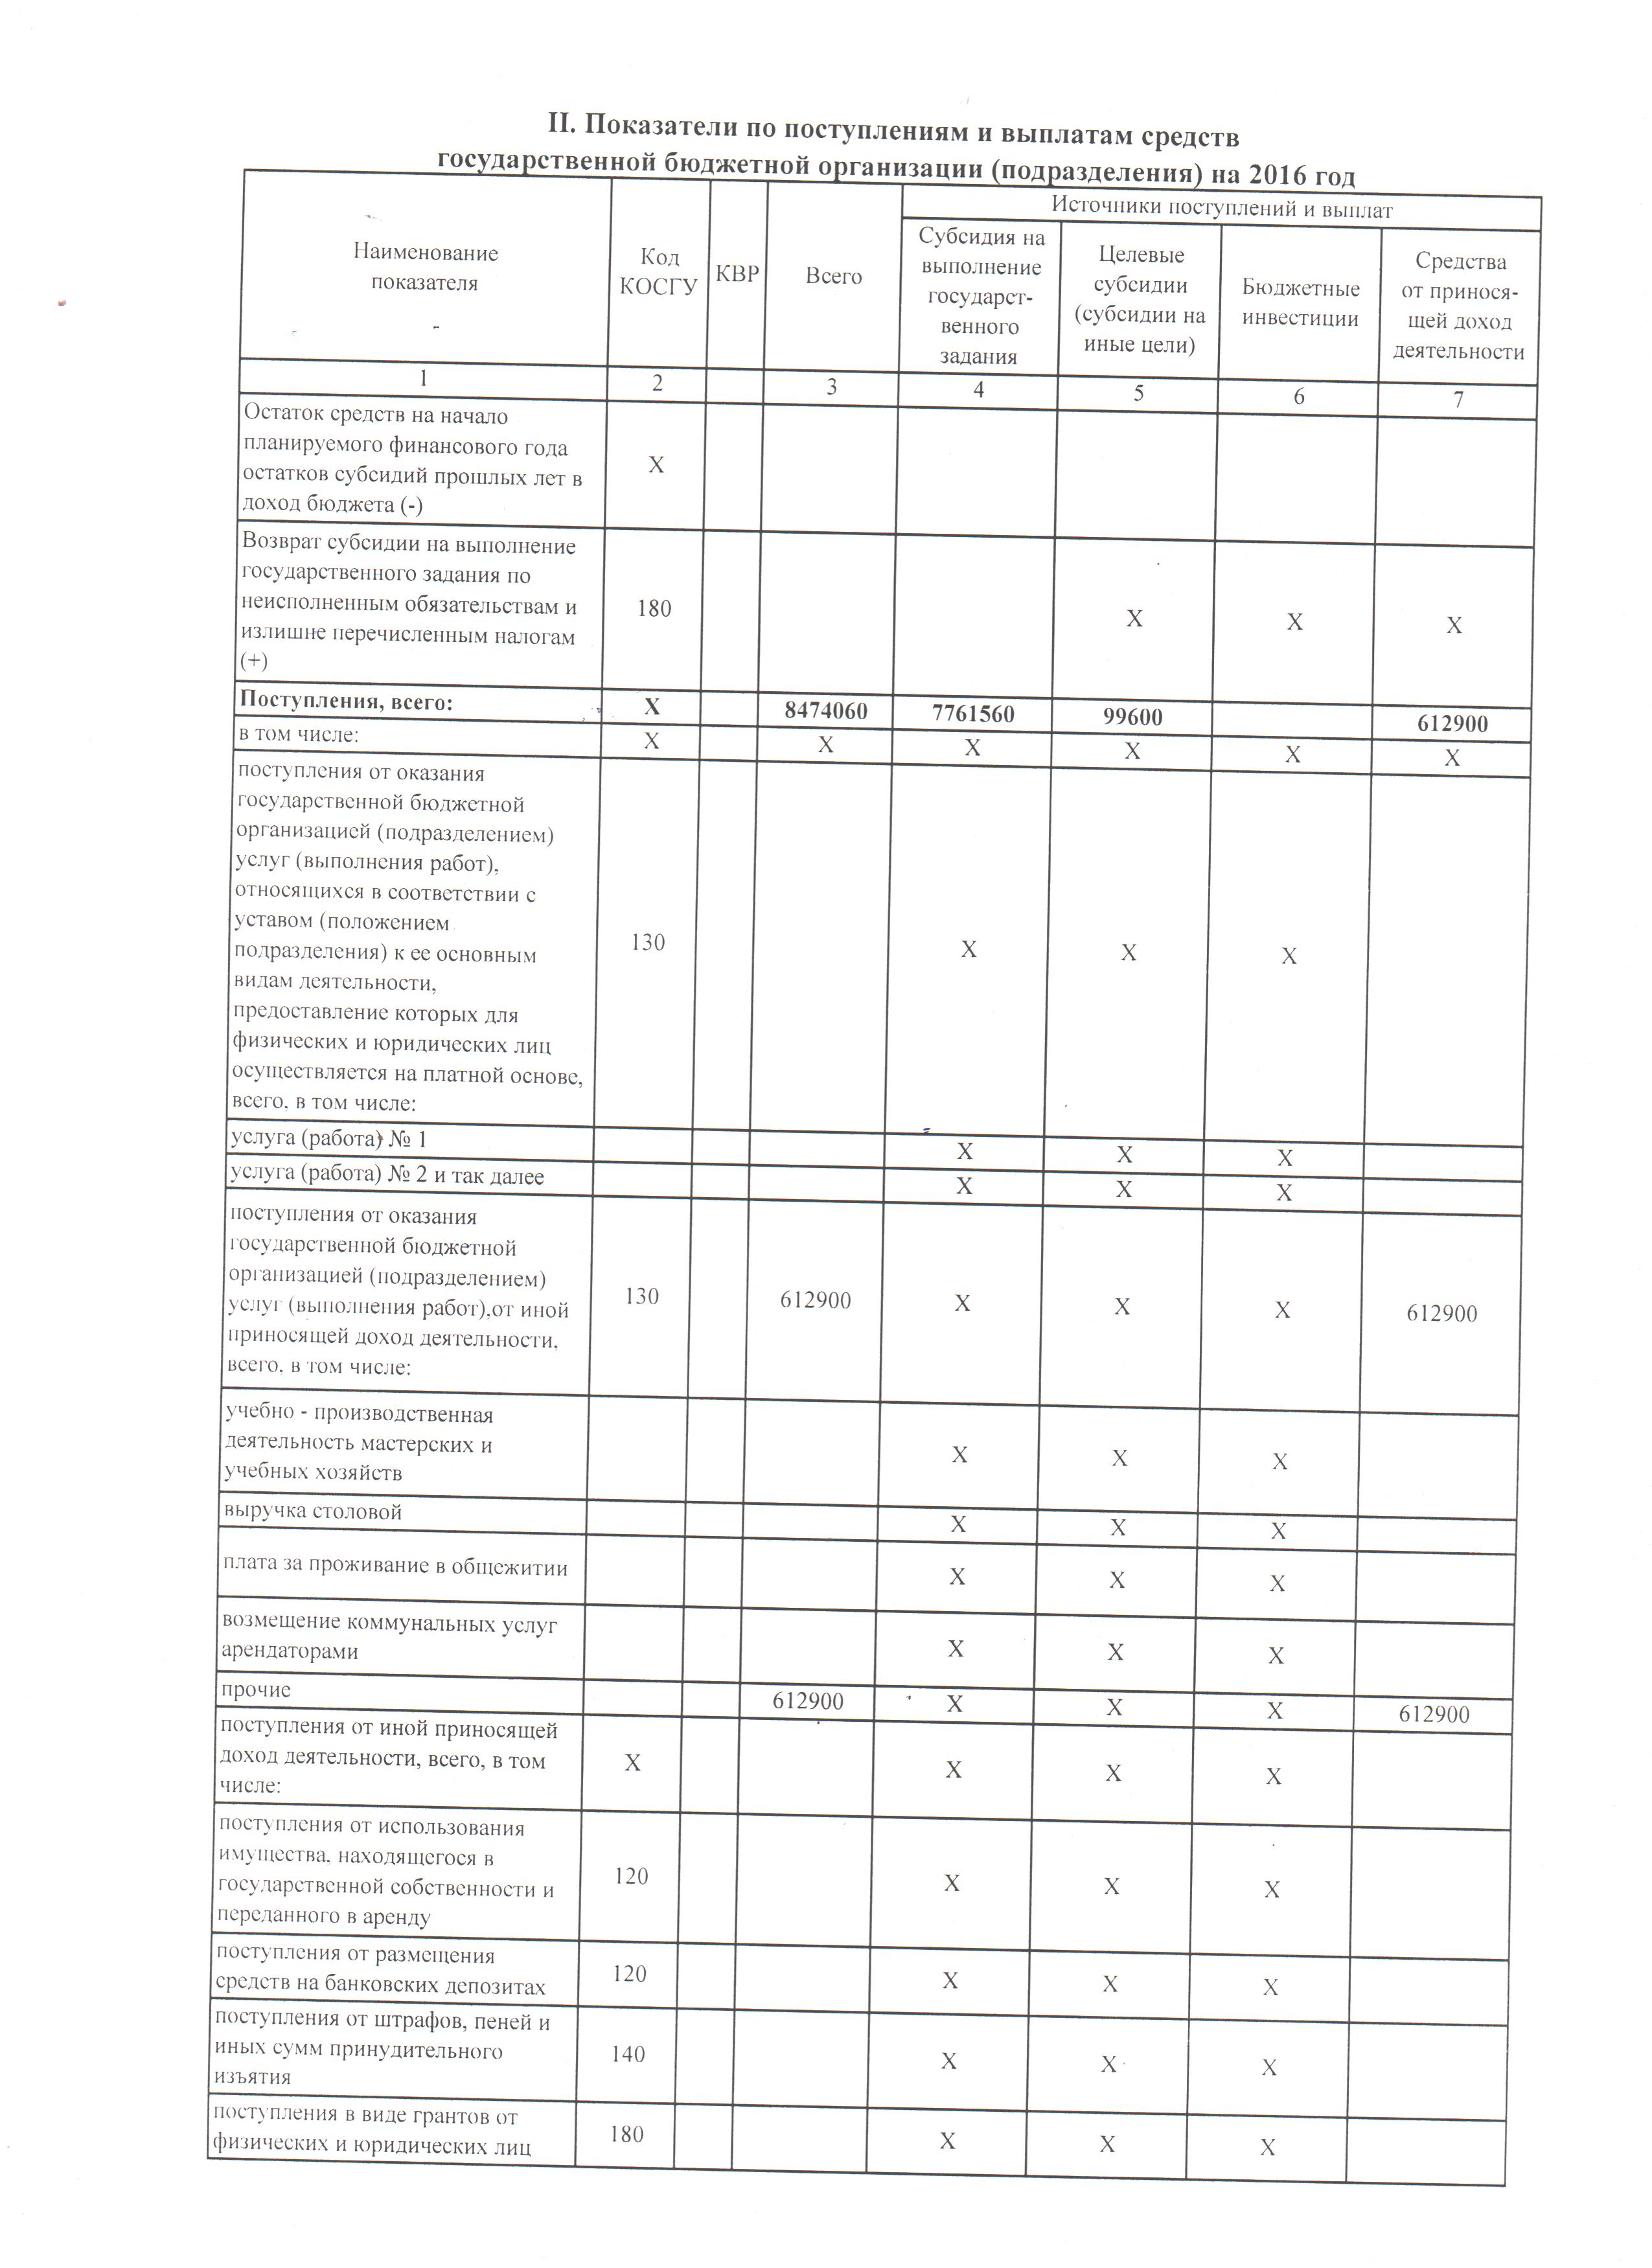 II. Показатели по поступлениям и выплатам средств
государственной бюджетной организации (подразделения) на 2016 год
Наименование
показателя
Код
КОСГУ
КВР
Всего
Источники поступлений и выплат
Субсидия на
выполнение
государст-
венного
задания
Целевые
субсидии
(субсидии на
иные цели)
Бюджетные
инвестиции
Средства
от принося-
щей доход
деятельности
1 2 3 4 5 6 7
Остаток средств на начало
планируемого финансового года
остатков субсидий прошлых лет в
доход бюджета (-)
X
Возврат субсидии на выполнение
государственного задания по
неисполненным обязательствам и
излишне перечисленным налогам
(+)
180 X X X
Поступления, всего: X 8474060 7761560 99600 612900
в том числе: X X X X X X
поступления от оказания
государственной бюджетной
организацией (подразделением)
услуг (выполнения работ),
относящихся в соответствии с
уставом (положением
подразделения) к ее основным
видам деятельности,
предоставление которых для
физических и юридических лиц
осуществляется на платной основе,
всего, в том числе:
130 X X X
услуга (работа) № 1 X X X
услуга (работа) № 2 и так далее X X X
поступления от оказания
государственной бюджетной
организацией (подразделением)
услуг (выполнения работ),от иной
приносящей доход деятельности,
всего, в том числе:
130 612900 X X X 612900
учебно - производственная
деятельность мастерских и
учебных хозяйств
X X X
выручка столовой X X X
плата за проживание в общежитии X X X
возмещение коммунальных услуг
арендаторами
X X X
прочие 612900 X X X 612900
поступления от иной приносящей
доход деятельности, всего, в том
числе:
X X X X
поступления от использования
имущества, находящегося в
государственной собственности и
переданного в аренду
120 X X X
поступления от размещения
средств на банковских депозитах
120 X X X
поступления от штрафов, пеней и
иных сумм принудительного
изъятия
140 X X X
поступления в виде грантов от
физических и юридических лиц
180 X X X